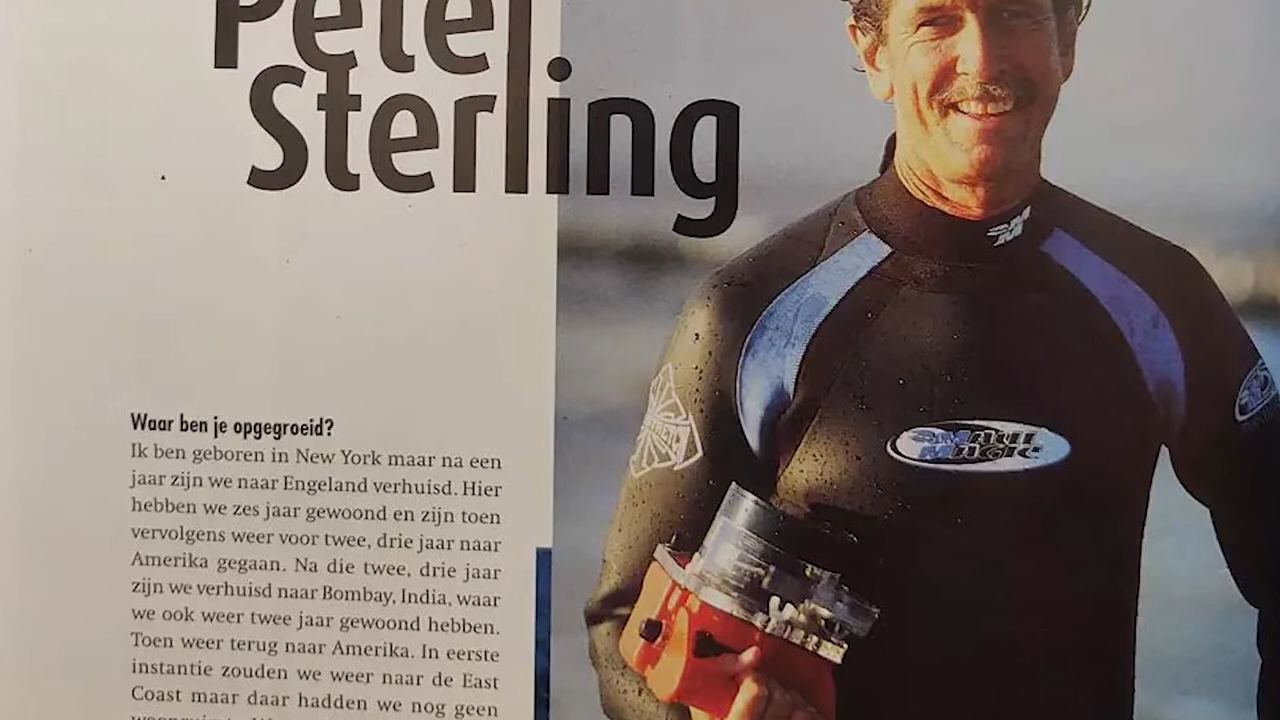 Peter
Sterling
Waar ben je opgegroeid?
Ik ben geboren in New York maar na een
jaar zijn we naar Engeland verhuisd. Hier
hebben we zes jaar gewoond en zijn toen
vervolgens weer voor twee, drie jaar naar
Amerika gegaan. Na die twee, drie jaar
zijn we verhuisd naar Bombay, India, waar
we ook weer twee jaar gewoond hebben.
Toen weer terug naar Amerika. In eerste
instantie zouden we weer naar de East
Coast maar daar hadden we nog geen
MAUI
MAGIC